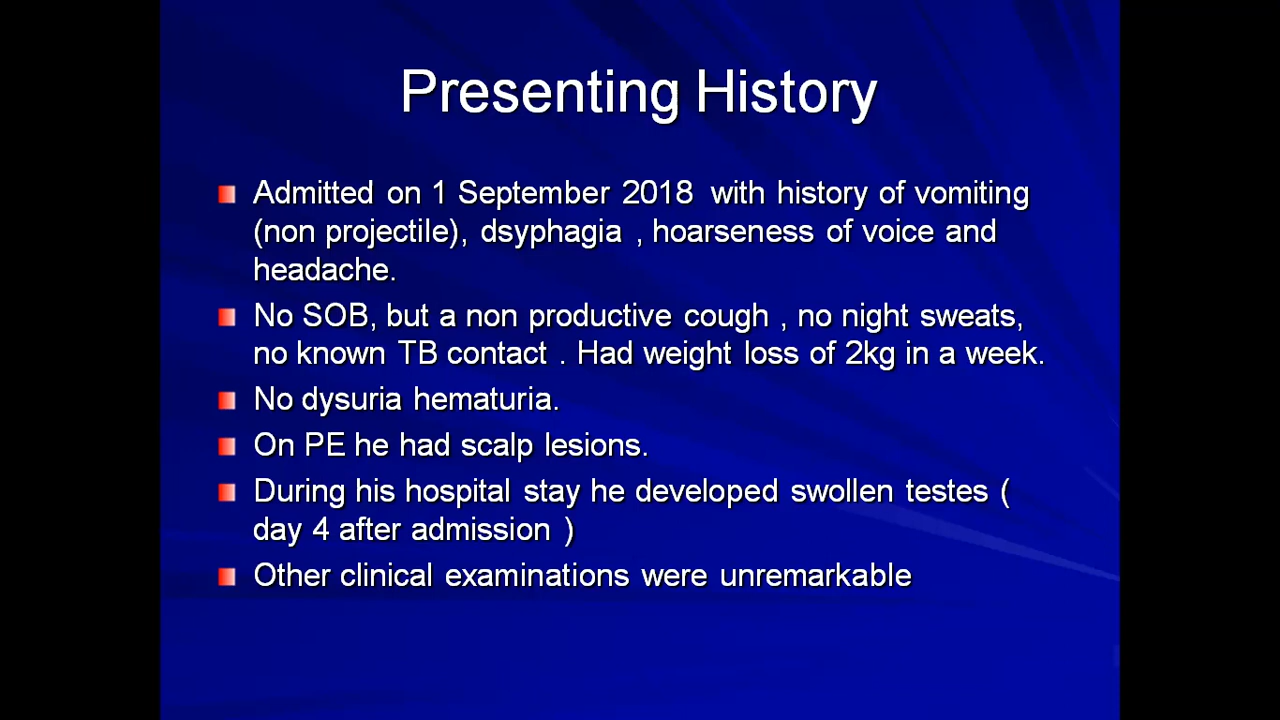 Presenting History
Admitted on 1 September 2018 with history of vomiting
(non projectile), dsyphagia , hoarseness of voice and
headache.
No SOB, but a non productive cough , no night sweats,
no known TB contact . Had weight loss of 2kg in a week.
No dysuria hematuria.
On PE he had scalp lesions.
During his hospital stay he developed swollen testes (
day 4 after admission )
Other clinical examinations were unremarkable